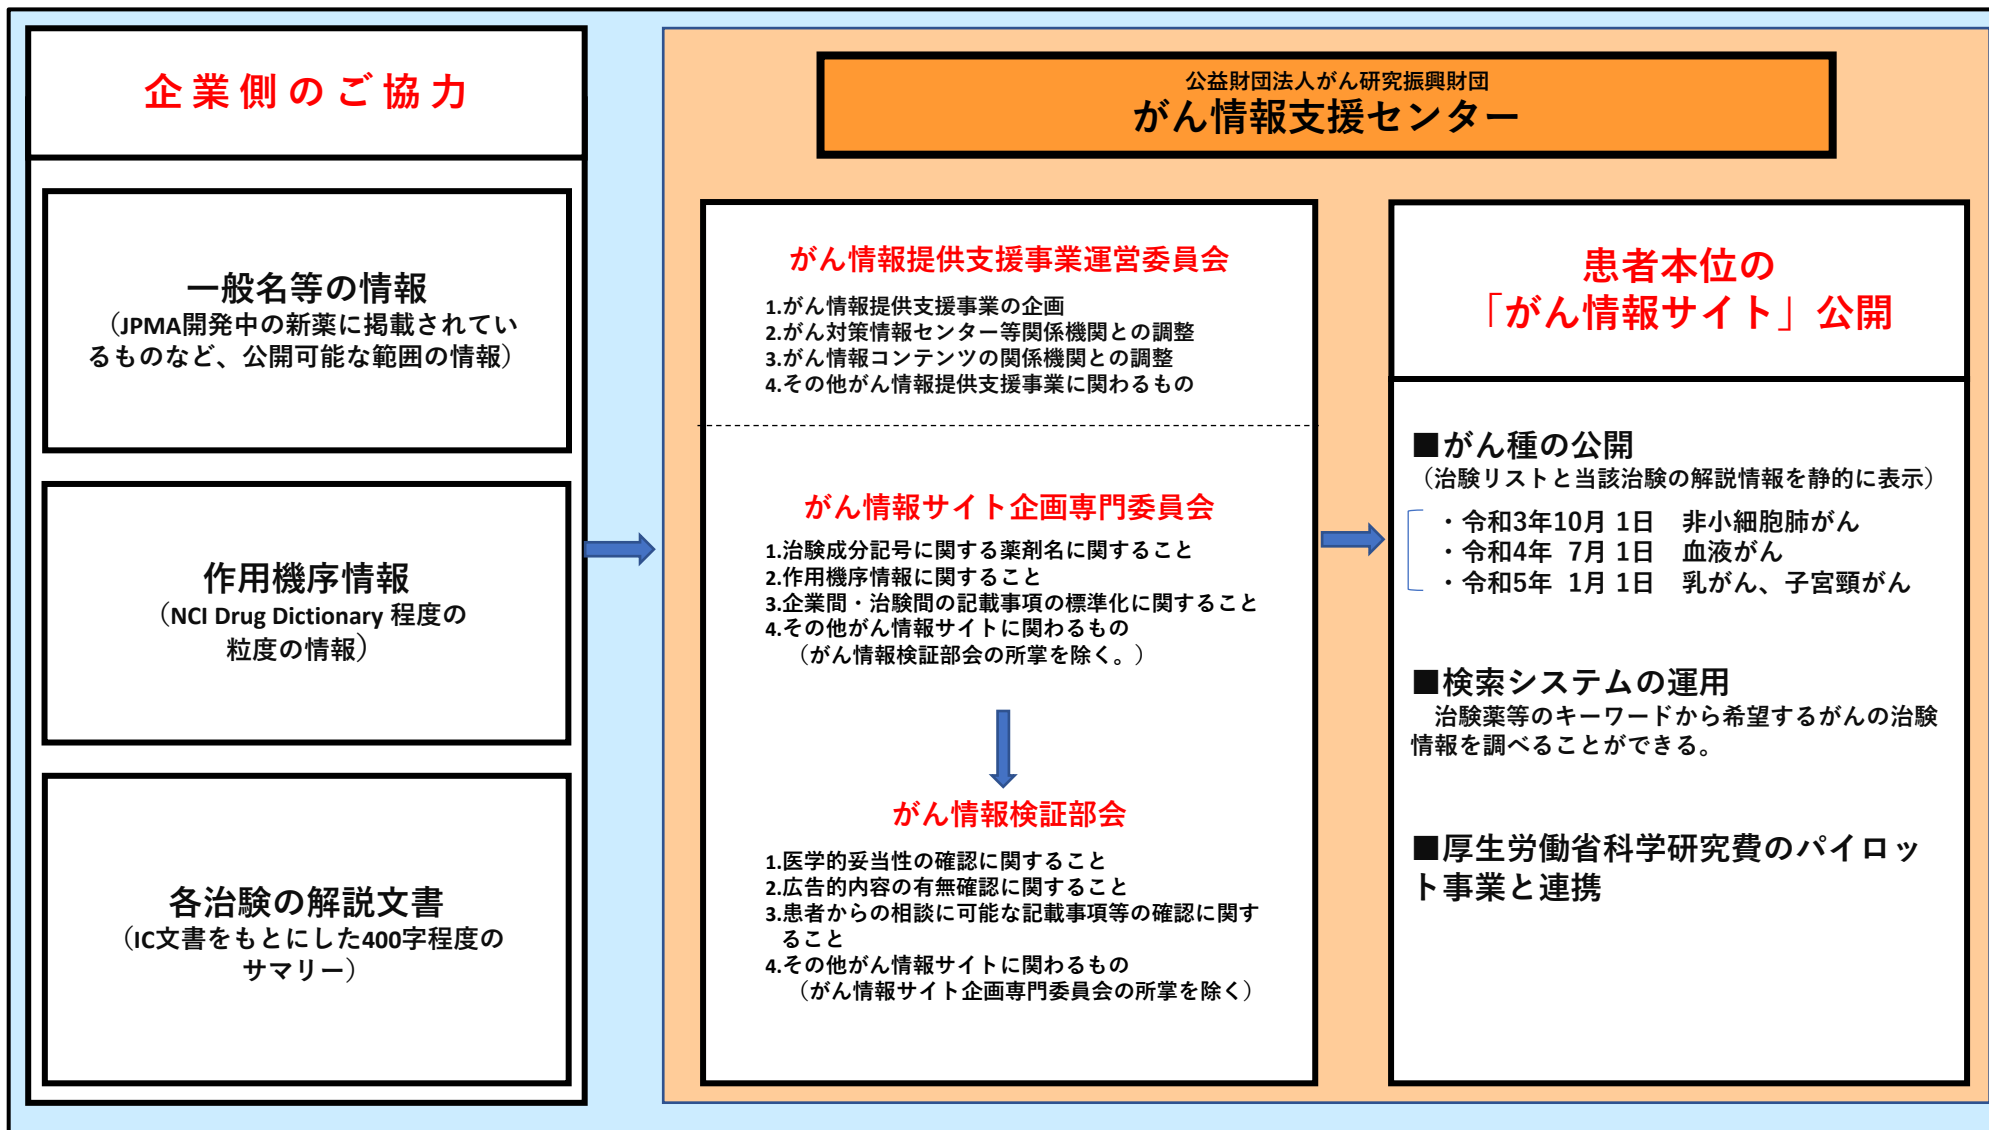 企業側のご協力
一般名等の情報
（JPMA開発中の新薬に掲載されてい
るものなど、公開可能な範囲の情報）
作用機序情報
（NCI Drug Dictionary 程度の
粒度の情報）
各治験の解説文書
（IC文書をもとにした400字程度の
サマリー）
公益財団法人がん研究振興財団
がん情報支援センター
がん情報提供支援事業運営委員会
1.がん情報提供支援事業の企画
2.がん対策情報センター等関係機関との調整
3.がん情報コンテンツの関係機関との調整
4.その他がん情報提供支援事業に関わるもの
がん情報サイト企画専門委員会
1.治験成分記号に関する薬剤名に関すること
2.作用機序情報に関すること
3.企業間・治験間の記載事項の標準化に関すること
4.その他がん情報サイトに関わるもの
（がん情報検証部会の所掌を除く。）
がん情報検証部会
1.医学的妥当性の確認に関すること
2.広告的内容の有無確認に関すること
3.患者からの相談に可能な記載事項等の確認に関す
ること
4.その他がん情報サイトに関わるもの
（がん情報サイト企画専門委員会の所掌を除く）
患者本位の
「がん情報サイト」公開
■がん種の公開
（治験リストと当該治験の解説情報を静的に表示）
・令和3年10月 1日　非小細胞肺がん
・令和4年 7月 1日　血液がん
・令和5年 1月 1日　乳がん、子宮頸がん
■検索システムの運用
治験薬等のキーワードから希望するがんの治験
情報を調べることができる。
■厚生労働省科学研究費のパイロッ
ト事業と連携